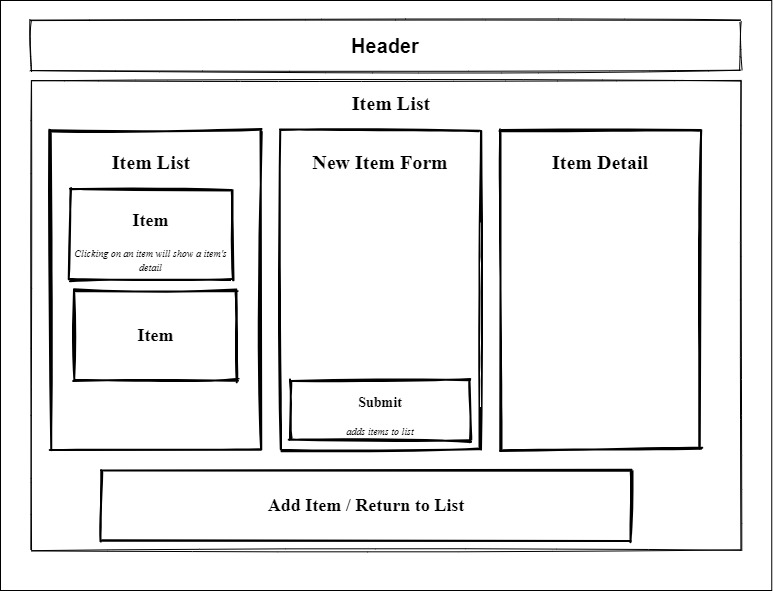 Header
Item List
Item List
Item
Clicking on an item will show a item's
detail
Item
New Item Form
Submit
adds items to list
Item Detail
Add Item / Return to List